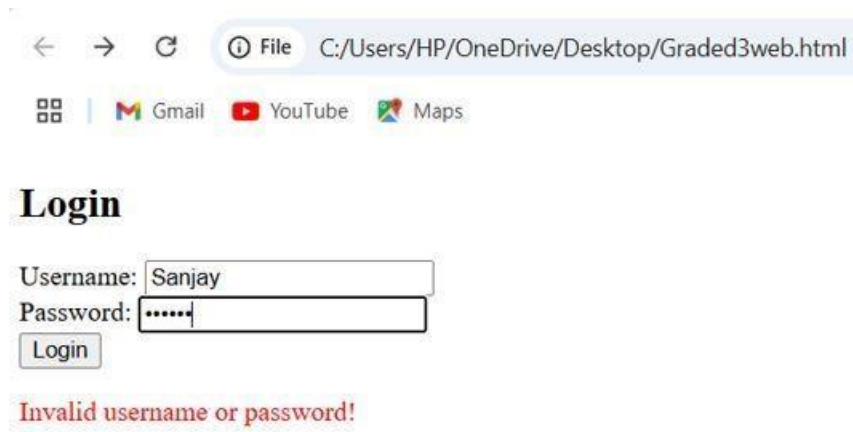 File C:/Users/HP/OneDrive/Desktop/Graded3web.html
Gmail YouTube Maps
Login
Username: Sanjay
Password: ••••••
Login
Invalid username or password!